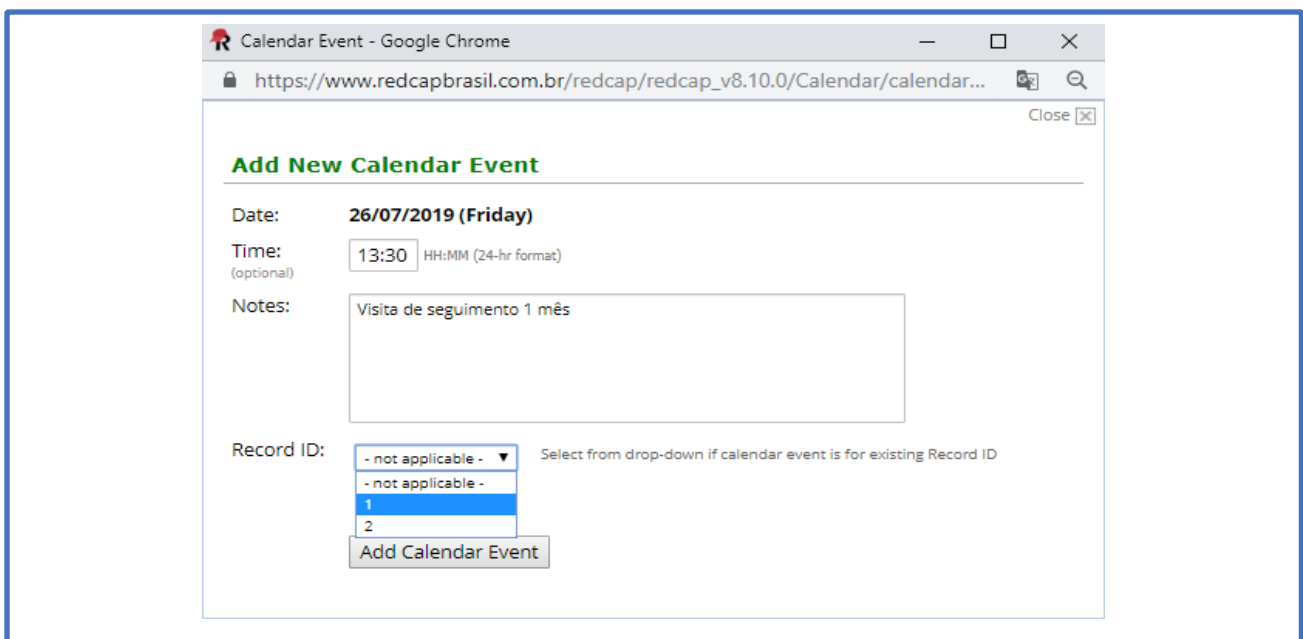 Calendar Event - Google Chrome
https://www.redcapbrasil.com.br/redcap/redcap_v8.10.0/Calendar/calendar...
Close
Add New Calendar Event
Date: 26/07/2019 (Friday)
Time: 13:30 HH:MM (24-hr format)
(optional)
Notes: Visita de seguimento 1 mês
Record ID: - not applicable - Select from drop-down if calendar event is for existing Record ID
- not applicable -
1
2
Add Calendar Event